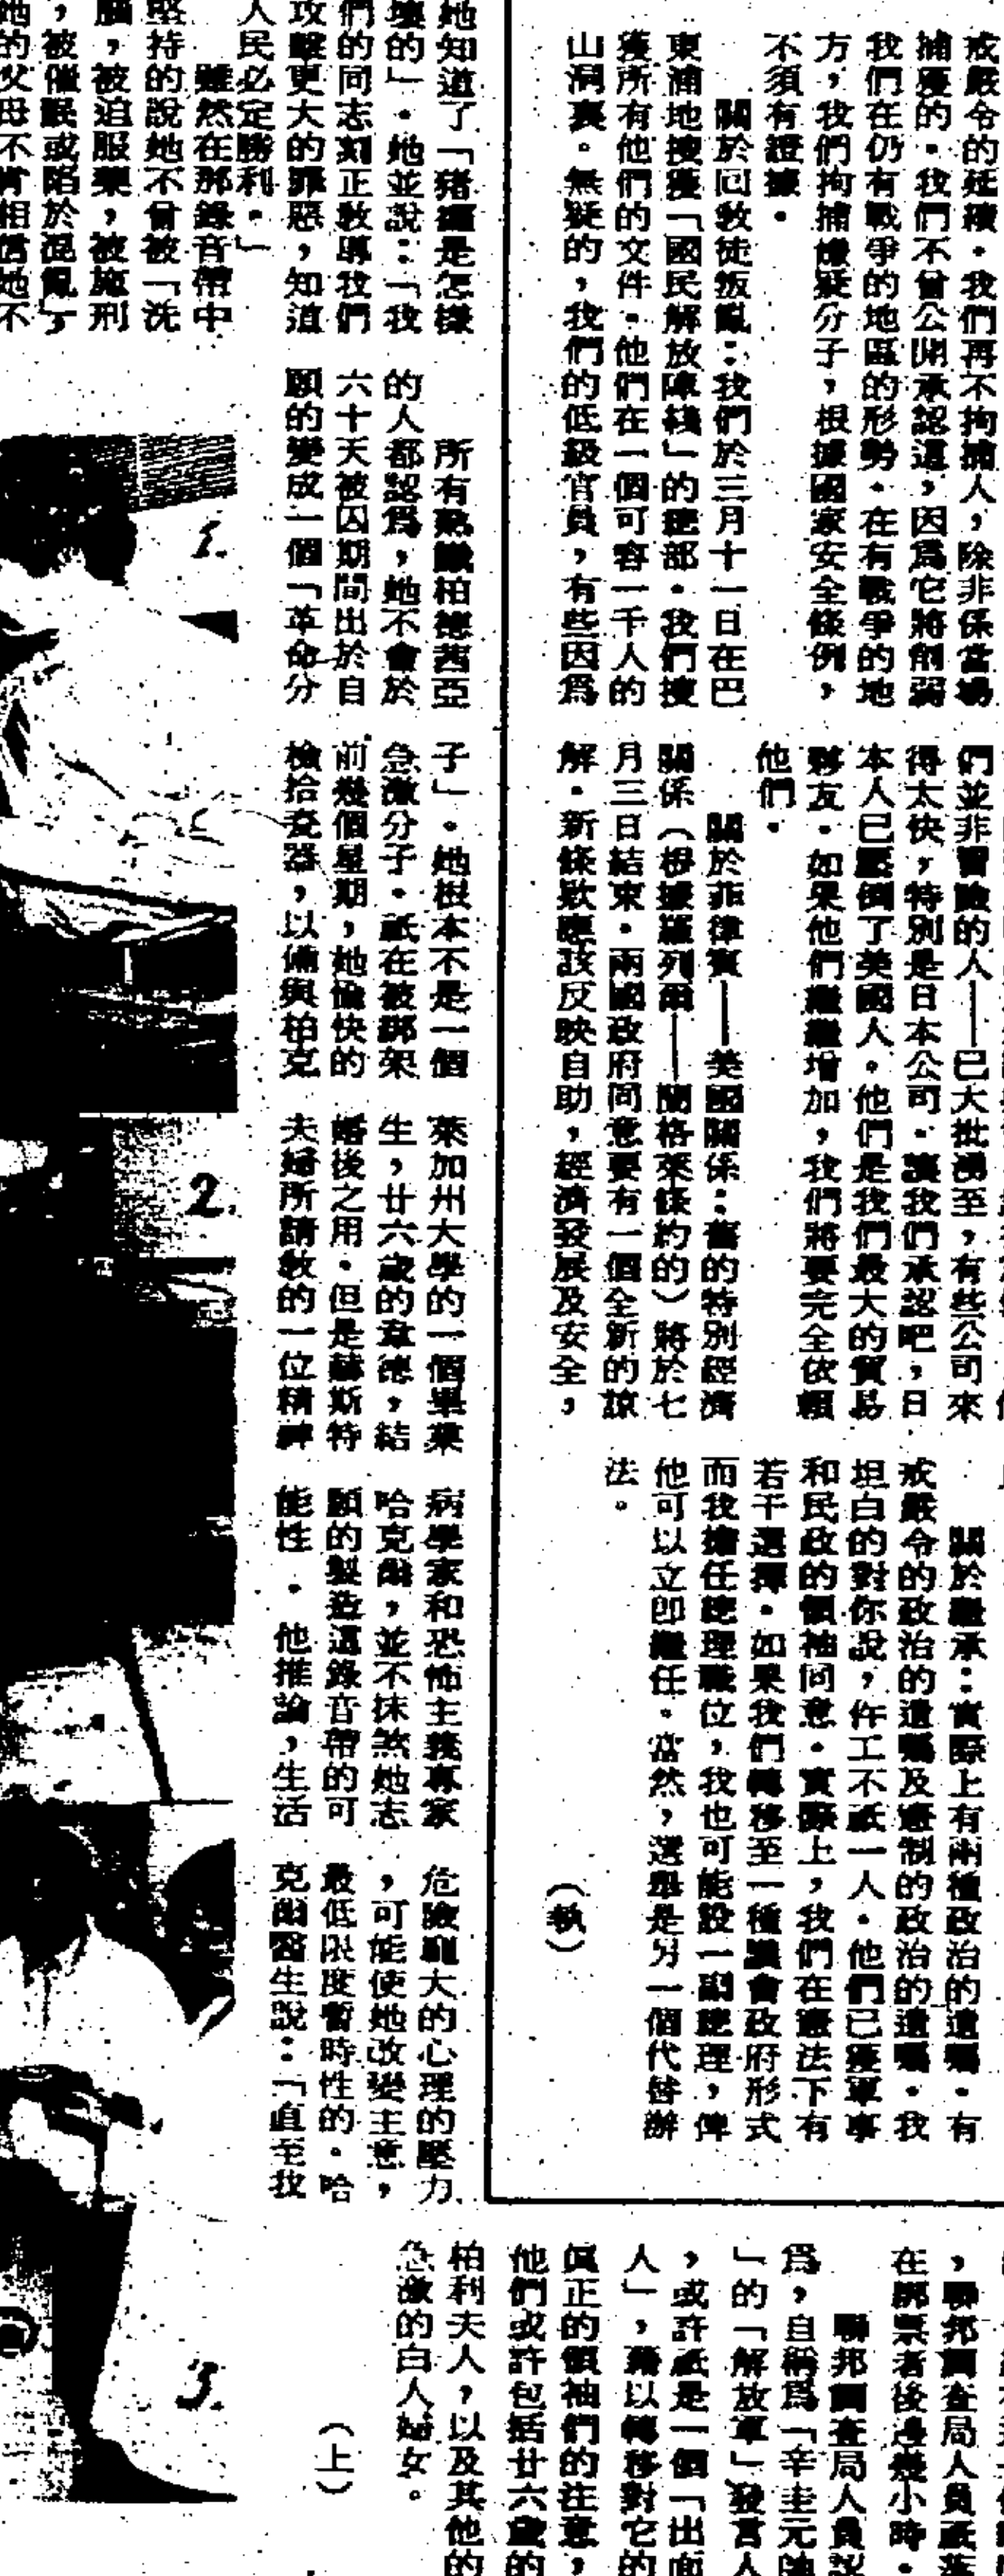 戒嚴令的延續．我們再不拘捕人，除非係當場
捕獲的．我們不曾公開承認這，因爲它將削弱
我們在仍有戰爭的地區的形勢．在有戰爭的地
方，我們拘捕嫌疑分子，根據國家安全條例，
不須有證據．
關於回敎徒叛亂：我們於三月十一日在巴
東浦地搜獲「國民解放陣綫」的總部．我們搜
獲所有他們的文件．他們在一個可容一千人的
山洞裏。無疑的，我們的低級官員，有些因爲
們並非冒險的人——已大批湧至，有些公司來
得太快，特別是日本公司．讓我們承認吧，日
本人已壓倒了美國人。他們是我們最大的貿易
夥友．如果他們繼繼增加，我們將要完全依賴
他們．
關於菲律賓——美國關係：舊的特別經濟
關係（根據羅列爾——蘭格來條約的）將於七
月三日結束．兩國政府同意要有一個全新的諒
解．新條欵應該反映自助，經濟發展及安全，
關於繼承：實際上有兩種政治的遺囑．有
戒嚴令的政治的遺囑及憲制的政治的遺囑．我
坦白的對你說，仵工不祇一人．他們已獲軍事
和民政的領袖同意．實際上，我們在憲法下有
若干選擇．如果我們轉移至一種議會政府形式
而我擔任總理職位，我也可能設一副總理，俾
他可以立即繼任。當然，選舉是另一個代替辦
法。
（執）
她知道了「猪玀是怎樣
壞的」．她並說：「我
們的同志刻正敎導我們
攻擊更大的罪惡，知道
人民必定勝利．」
雖然在那錄音帶中
堅持的說她不曾被「洗
腦，被迫服藥，被施刑
，被催眠或陷於混亂」，
她的父母不肯相信她不
所有熟識柏德茜亞
的人都認爲，她不會於
六十天被囚期間出於自
願的變成一個「革命分
子」．她根本不是一個
急激分子．祇在被綁架
前幾個星期，她愉快的
檢拾瓷器，以備與柏克
萊加州大學的一個畢業
生，廿六歲的韋德，結
婚後之用．但是赫斯特
夫婦所請敎的一位精神
病學家和恐怖主義專家
哈克爾，並不抹煞她志
願的製造這錄音帶的可
能性．他推論，生活
危險龐大的心理的壓力
，可能使她改變主意，
最低限度暫時性的．哈
克爾醫生說：「直至我
，聯邦調查局人員祇落
在綁票者後邊幾小時．
聯邦調查局人員認
爲，自稱爲「辛圭元帥
」的「解放軍」發言人
，或許祇是一個「出面
人」，藉以轉移對它的
眞正的領袖們的注意，
他們或許包括廿六歲的
柏利夫人，以及其他的
急激的白人婦女。
（上）
1.
2.
3.